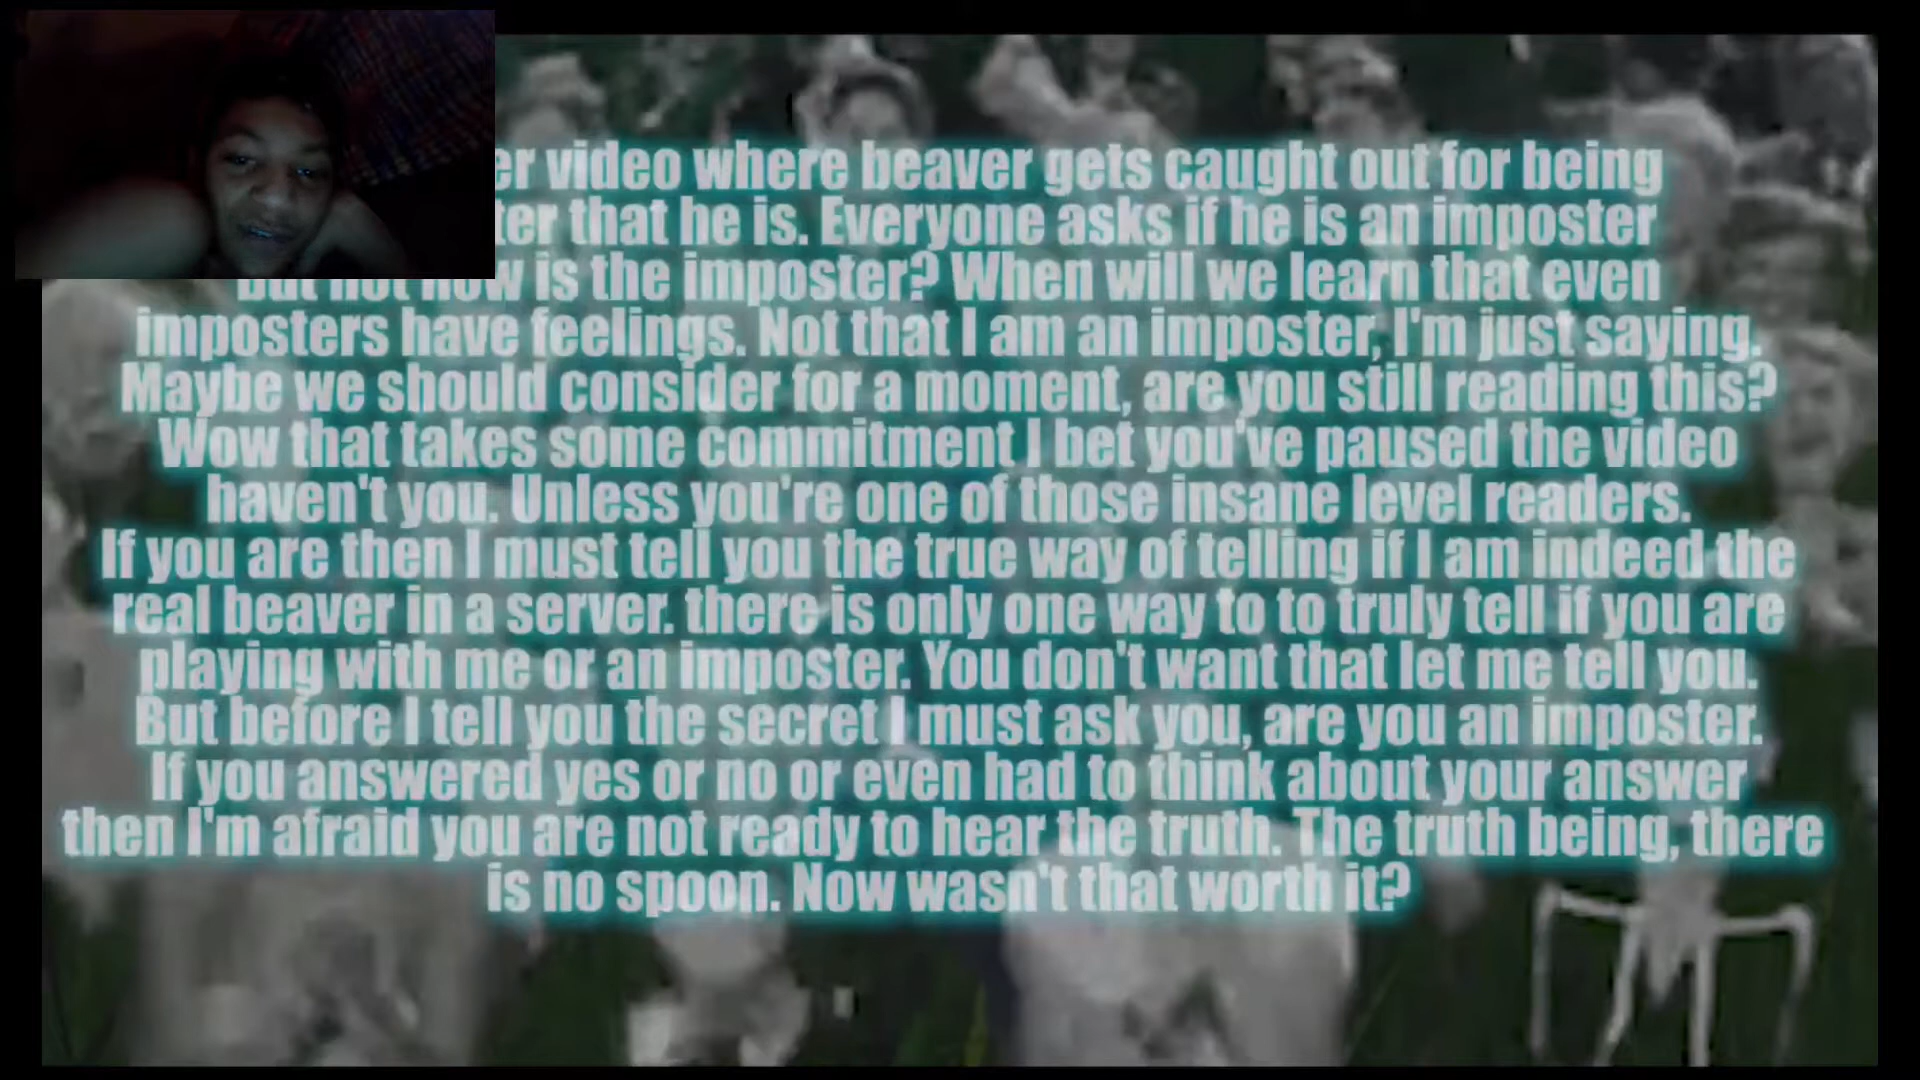 video where beaver gets caught out for being
that he is. Everyone asks if he is an imposter
is the imposter? When will we learn that even
imposters have feelings. Not that I am an imposter, I'm just saying.
Maybe we should consider for a moment, are you still reading this?
Wow that takes some commitment I bet you've paused the video
haven't you. Unless you're one of those insane level readers.
If you are then I must tell you the true way of telling if I am indeed the
real beaver in a server. there is only one way to to truly tell if you are
playing with me or an imposter. You don't want that let me tell you.
But before I tell you the secret I must ask you, are you an imposter.
If you answered yes or no or even had to think about your answer
then I'm afraid you are not ready to hear the truth. The truth being, there
is no spoon. Now wasn't that worth it?